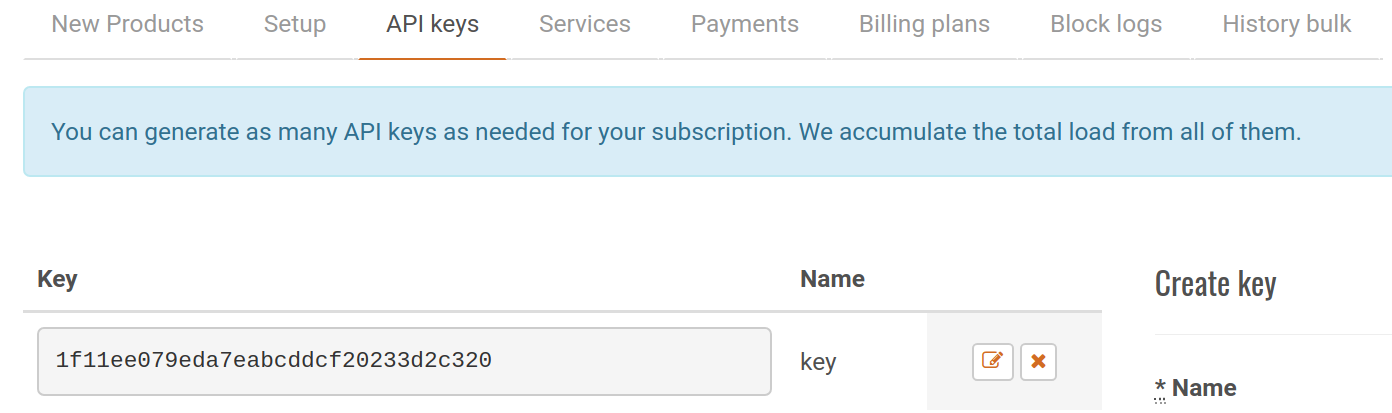 New Products Setup API keys Services Payments Billing plans Block logs History bulk
You can generate as many API keys as needed for your subscription. We accumulate the total load from all of them.
Key Name
Create key
1f11ee079eda7eabcddcf20233d2c320 key
* Name